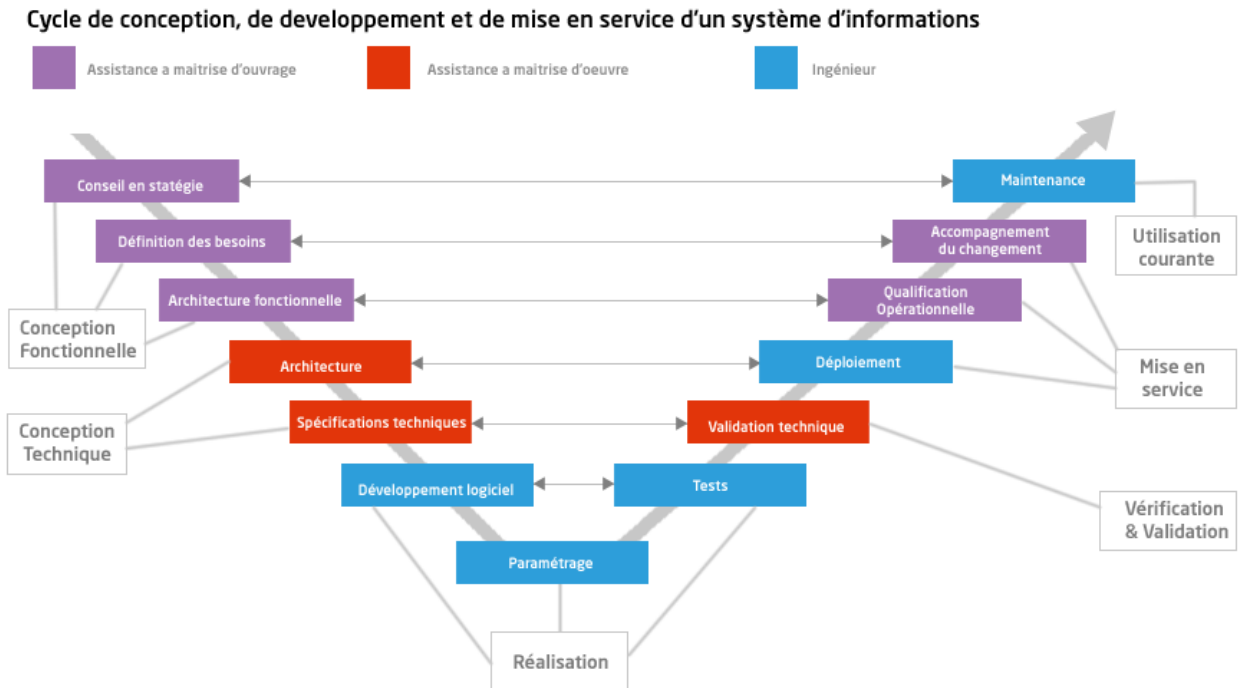 Cycle de conception, de developpement et de mise en service d'un système d'informations
Assistance a maitrise d'ouvrage
Assistance a maitrise d'oeuvre
Ingénieur
Conseil en statégie
Maintenance
Définition des besoins
Accompagnement
du changement
Utilisation
courante
Architecture fonctionnelle
Qualification
Opérationnelle
Conception
Fonctionnelle
Architecture
Déploiement
Mise en
service
Spécifications techniques
Validation technique
Conception
Technique
Développement logiciel
Tests
Vérification
& Validation
Paramétrage
Réalisation